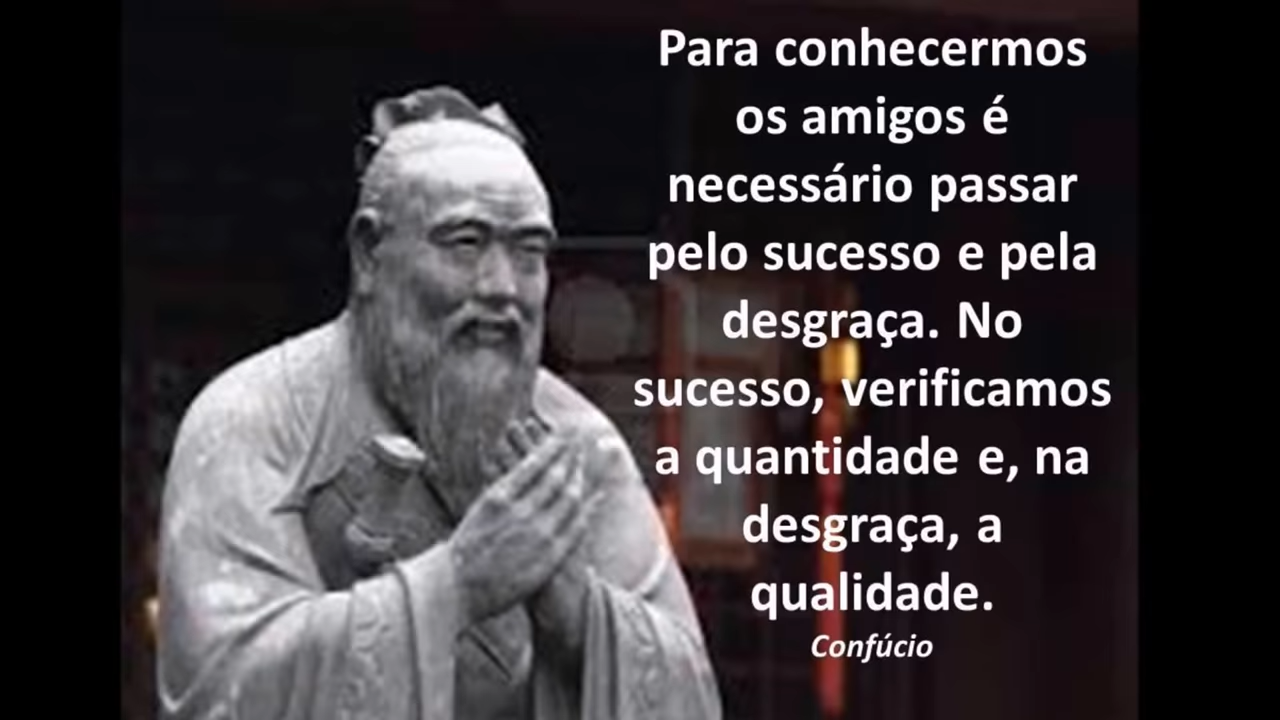 Para conhecermos
os amigos é
necessário passar
pelo sucesso e pela
desgraça. No
sucesso, verificamos
a quantidade e, na
desgraça, a
qualidade.
Confúcio